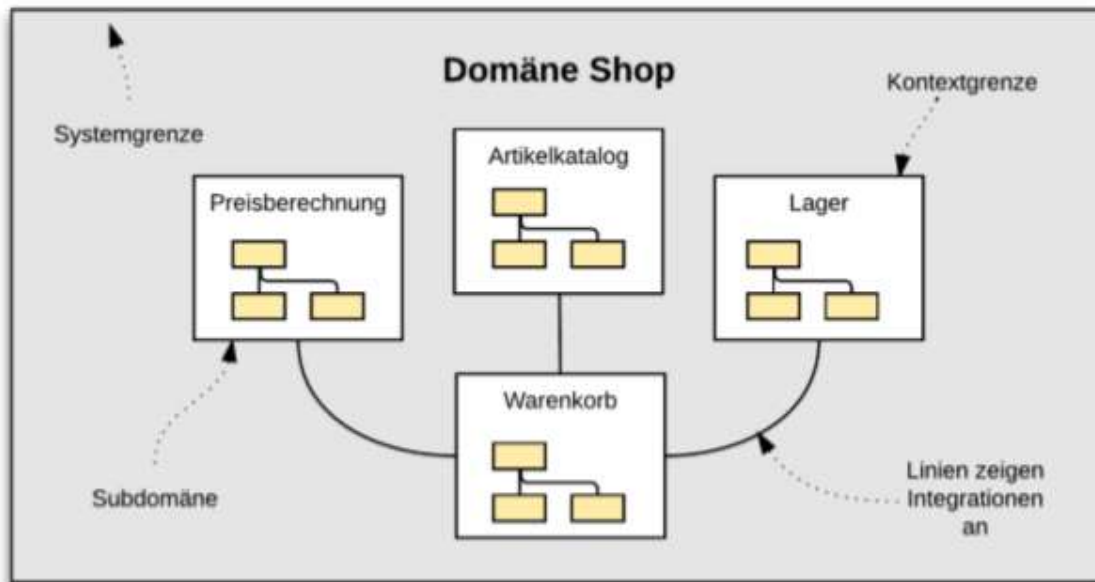 Domäne Shop
Kontextgrenze
Systemgrenze
Artikelkatalog
Preisberechnung
Lager
Warenkorb
Subdomäne
Linien zeigen
Integrationen
an